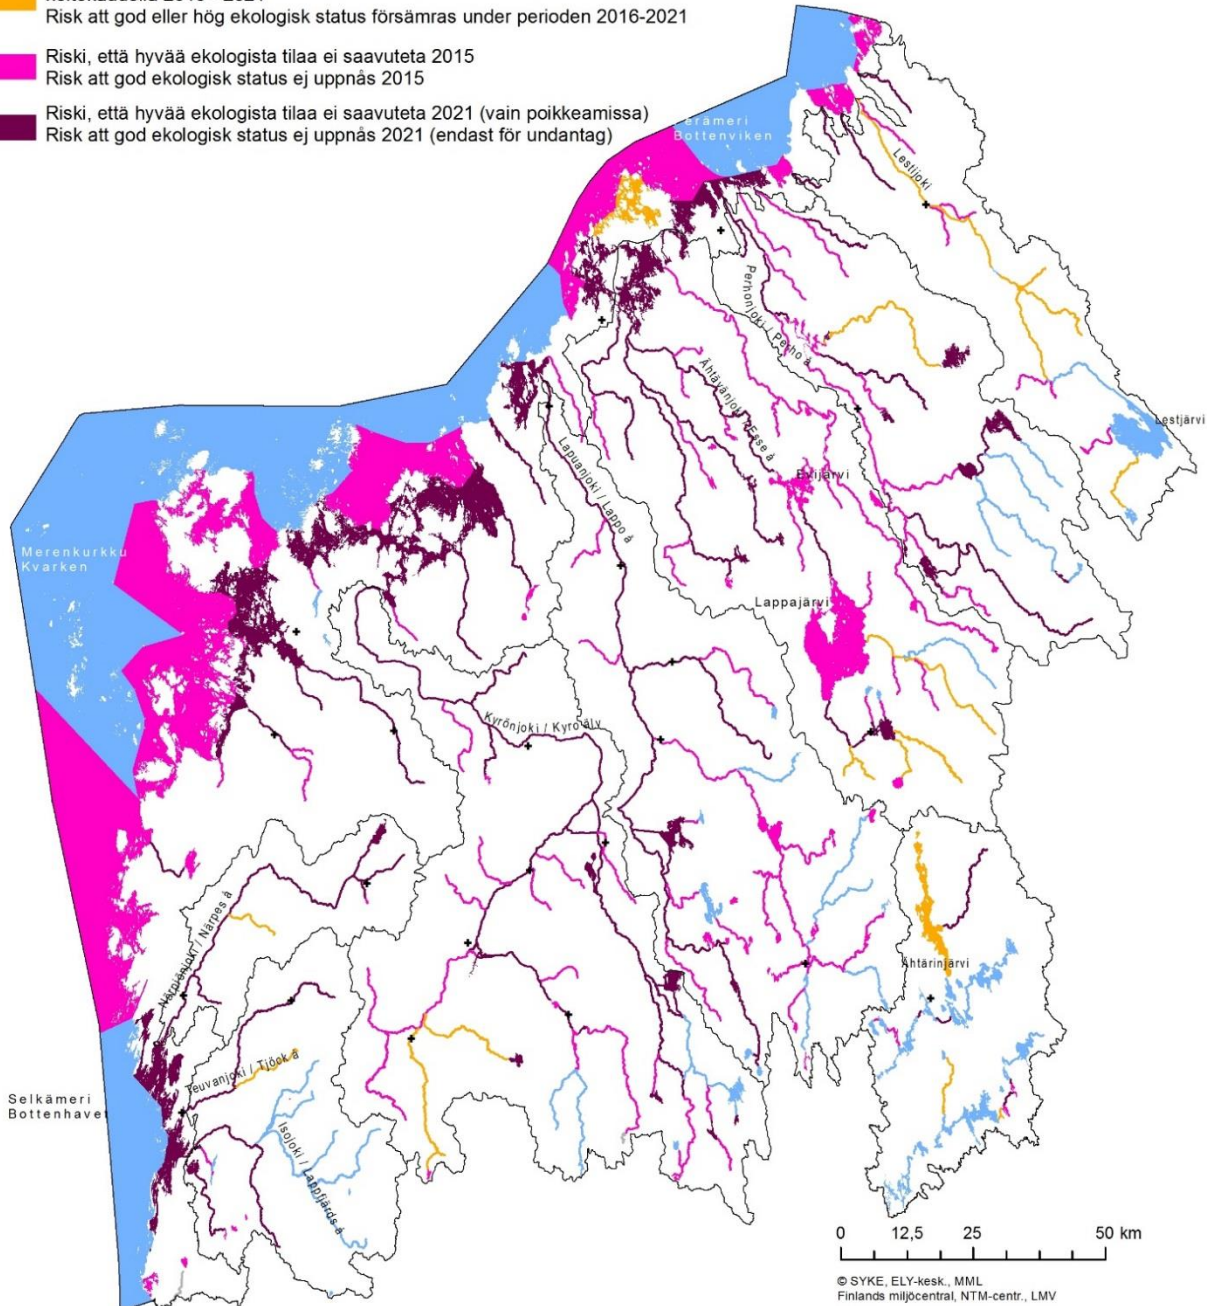 Risk att god eller hög ekologisk status försämras under perioden 2016-2021
Riski, että hyvää ekologista tilaa ei saavuteta 2015
Risk att god ekologisk status ej uppnås 2015
Riski, että hyvää ekologista tilaa ei saavuteta 2021 (vain poikkeamissa)
Risk att god ekologisk status ej uppnås 2021 (endast för undantag)
Perämeri
Bottenviken
Lestijoki
Perhonjoki / Perho å
Ähtävänjoki / Esse å
Lestjärvi
Evijärvi
Lapuanjoki / Lappo å
Merenkurkku
Kvarken
Lappajärvi
Kyrönjoki / Kyro älv
Närpiönjoki / Närpes å
Ähtärinjärvi
Teuvanjoki / Tjöck å
Selkämeri
Bottenhavet
Isojoki / Lappfjärds å
0 12,5 25 50 km
© SYKE, ELY-kesk., MML
Finlands miljöcentral, NTM-centr., LMV